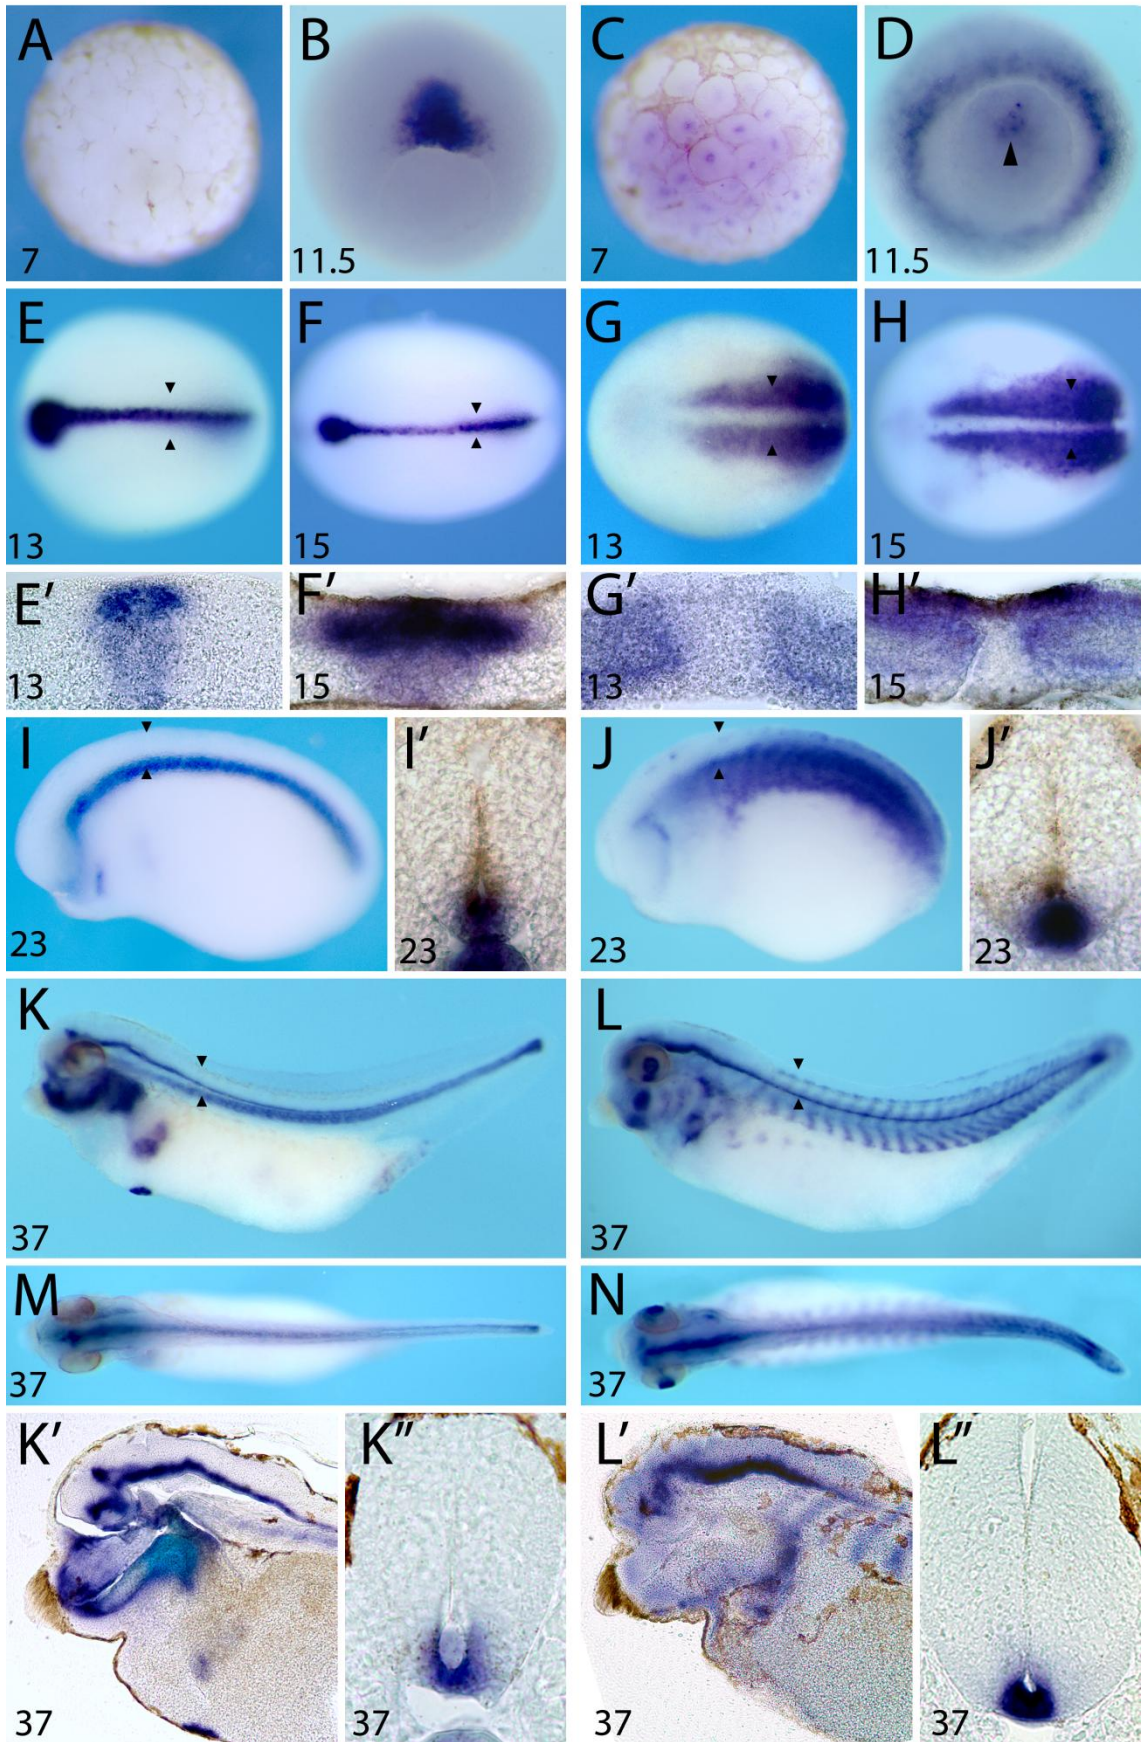 A B C D
7 11.5 7 11.5
E F G H
13 15 13 15
E′ F′ G′ H′
13 15 13 15
I I′ J J′
23 23 23 23
K L
37 37
M N
37 37
K′ K″ L′ L″
37 37 37 37